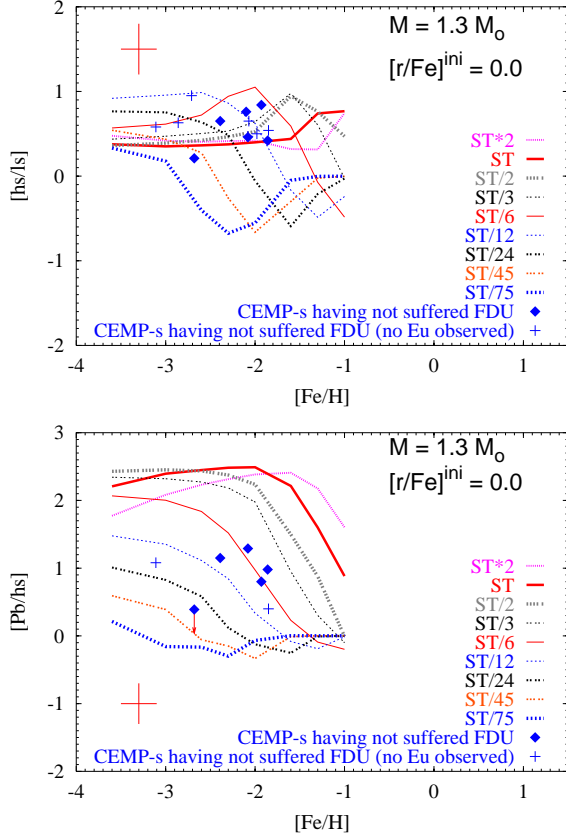 2
M = 1.3 M_o
[r/Fe]^ini = 0.0
1
0
-1
-2
[hs/ls]
ST*2
ST
ST/2
ST/3
ST/6
ST/12
ST/24
ST/45
ST/75
CEMP-s having not suffered FDU
CEMP-s having not suffered FDU (no Eu observed)
-4 -3 -2 -1 0 1
[Fe/H]
3
M = 1.3 M_o
[r/Fe]^ini = 0.0
2
1
0
-1
-2
[Pb/hs]
ST*2
ST
ST/2
ST/3
ST/6
ST/12
ST/24
ST/45
ST/75
CEMP-s having not suffered FDU
CEMP-s having not suffered FDU (no Eu observed)
-4 -3 -2 -1 0 1
[Fe/H]